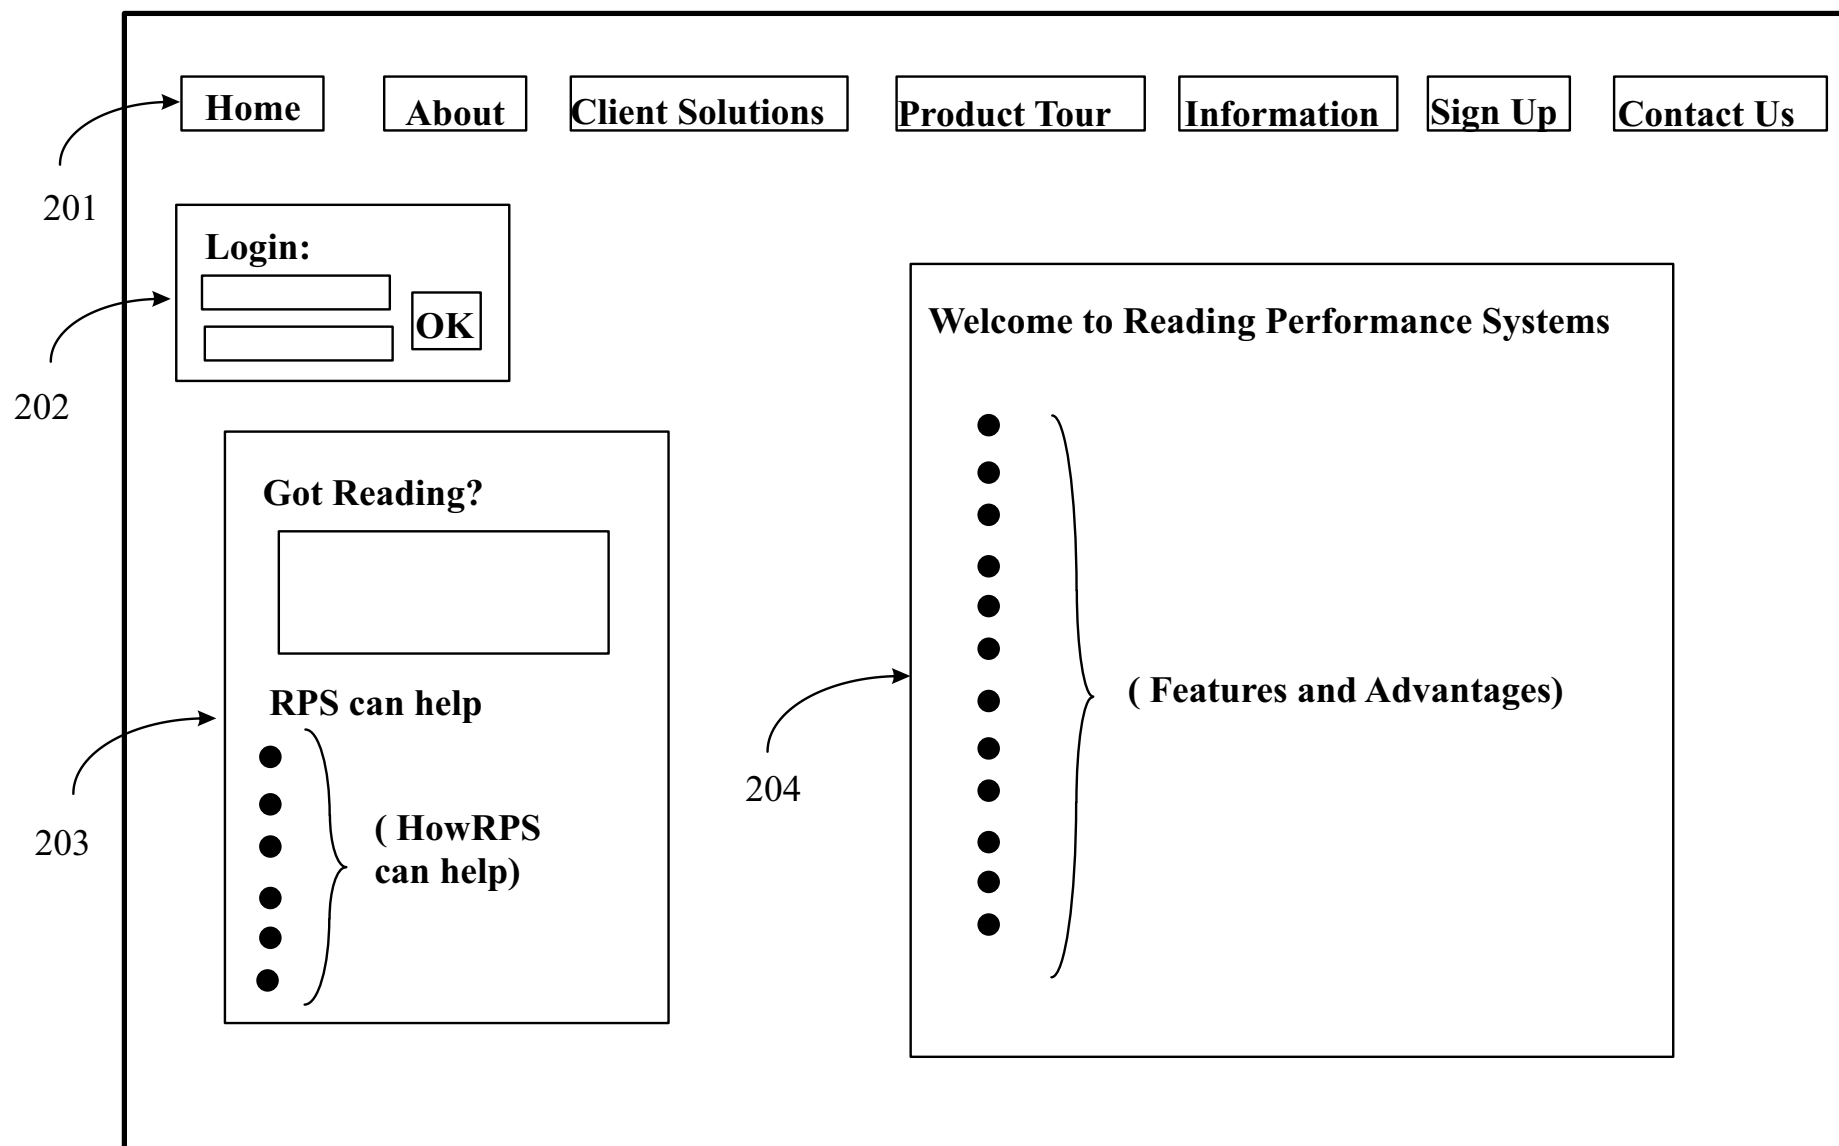 Home About Client Solutions Product Tour Information Sign Up Contact Us
201
Login:
OK
202
Got Reading?
RPS can help
( HowRPS
can help)
203
Welcome to Reading Performance Systems
( Features and Advantages)
204